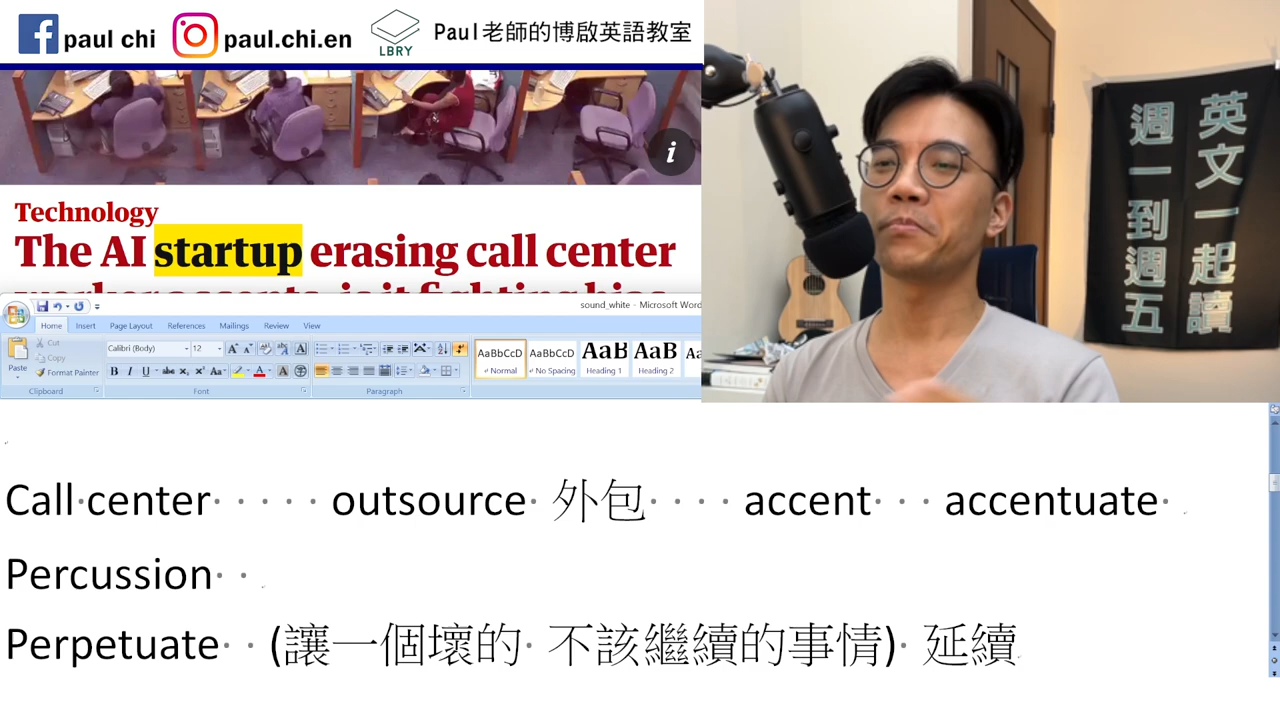 paul chi
paul.chi.en
LBRY
Paul老師的博啟英語教室
i
Technology
The AI startup erasing call center
sound_white - Microsoft Word
Home Insert Page Layout References Mailings Review View
Paste
Cut
Copy
Format Painter
Calibri (Body) 12
AaBbCcD AaBbCcD AaBb AaBb
Normal No Spacing Heading 1 Heading 2
Clipboard Font Paragraph
英文一起讀
週一到週五
Call center outsource 外包 accent accentuate
Percussion
Perpetuate (讓一個壞的 不該繼續的事情) 延續